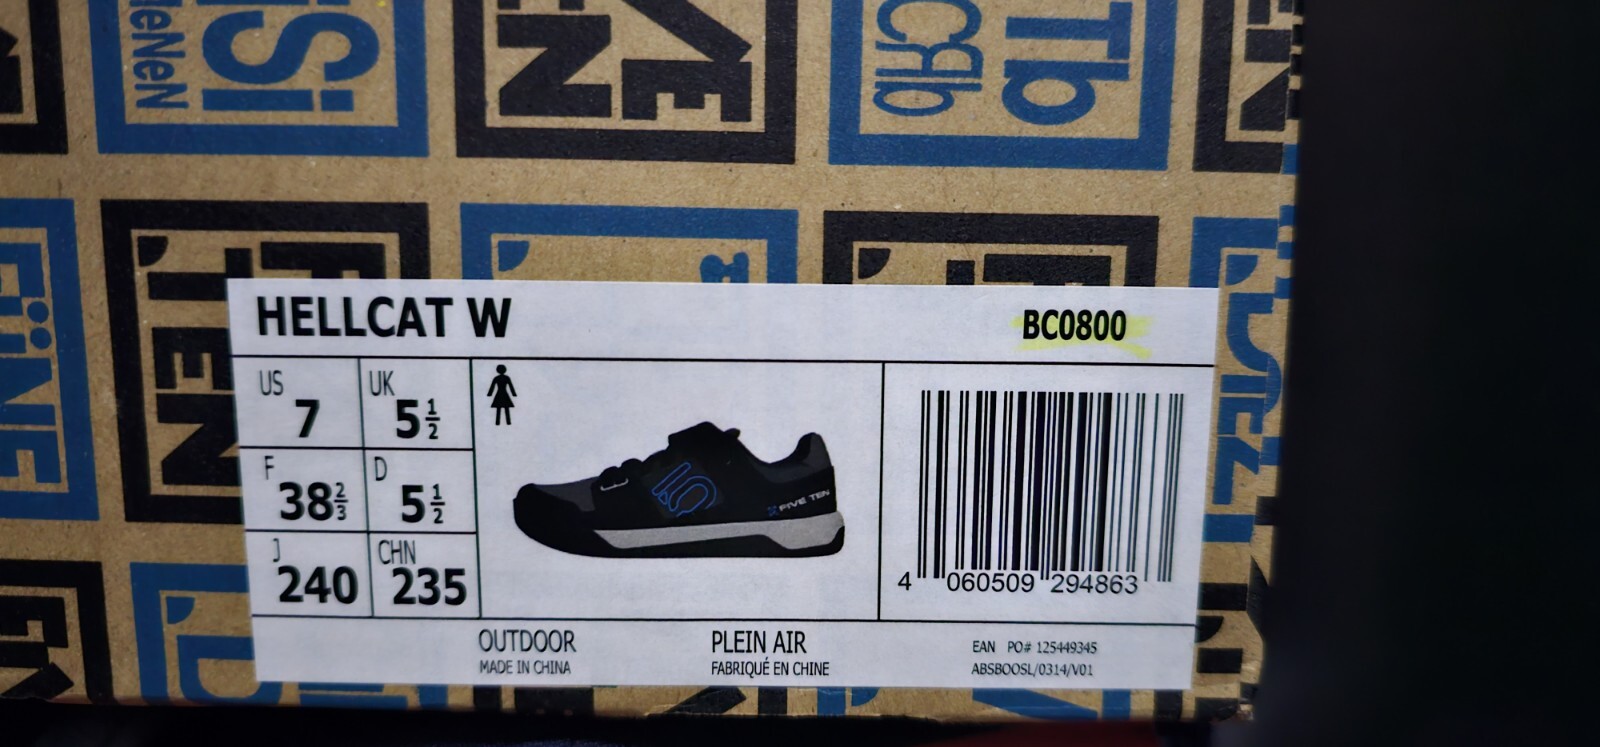 HELLCAT W
BC0800
US 7
UK 5 1/2
F 38 2/3
D 5 1/2
J 240
CHN 235
FIVE TEN
4 060509 294863
OUTDOOR
MADE IN CHINA
PLEIN AIR
FABRIQUÉ EN CHINE
EAN PO# 125449345
ABSBOOSL/0314/V01
TEN